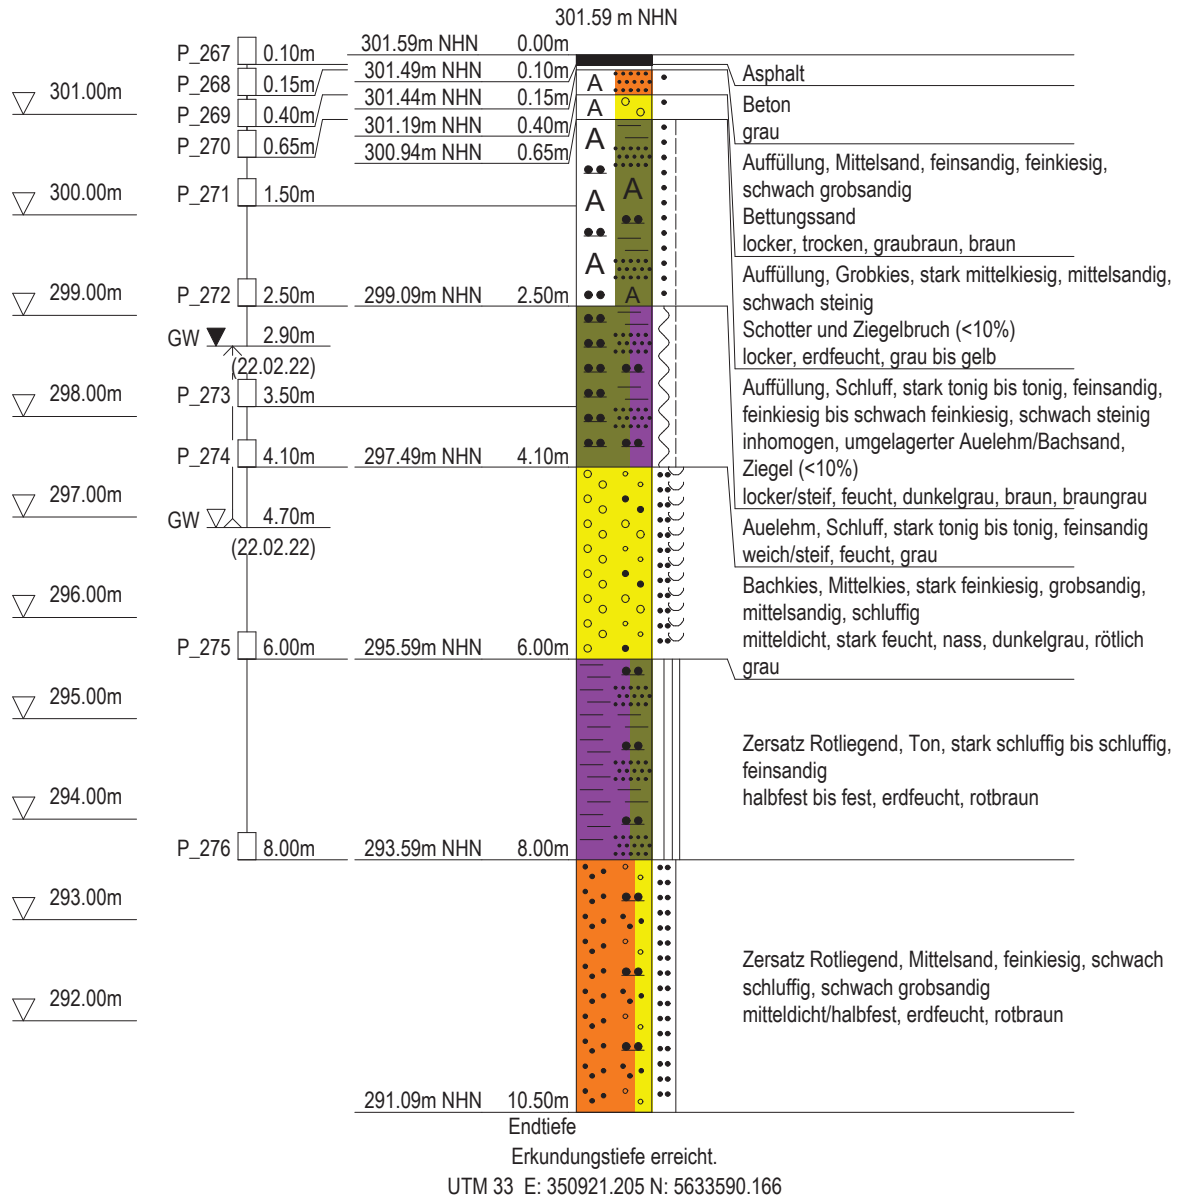 301.59 m NHN
P_267 0.10m 301.59m NHN 0.00m
P_268 0.15m 301.49m NHN 0.10m
P_269 0.40m 301.44m NHN 0.15m
P_270 0.65m 301.19m NHN 0.40m
300.94m NHN 0.65m
P_271 1.50m
P_272 2.50m 299.09m NHN 2.50m
GW 2.90m
(22.02.22)
P_273 3.50m
P_274 4.10m 297.49m NHN 4.10m
GW 4.70m
(22.02.22)
P_275 6.00m 295.59m NHN 6.00m
P_276 8.00m 293.59m NHN 8.00m
291.09m NHN 10.50m
Endtiefe
301.00m
300.00m
299.00m
298.00m
297.00m
296.00m
295.00m
294.00m
293.00m
292.00m
A
A
A
A
A
A
A
Asphalt
Beton
grau
Auffüllung, Mittelsand, feinsandig, feinkiesig,
schwach grobsandig
Bettungssand
locker, trocken, graubraun, braun
Auffüllung, Grobkies, stark mittelkiesig, mittelsandig,
schwach steinig
Schotter und Ziegelbruch (<10%)
locker, erdfeucht, grau bis gelb
Auffüllung, Schluff, stark tonig bis tonig, feinsandig,
feinkiesig bis schwach feinkiesig, schwach steinig
inhomogen, umgelagerter Auelehm/Bachsand,
Ziegel (<10%)
locker/steif, feucht, dunkelgrau, braun, braungrau
Auelehm, Schluff, stark tonig bis tonig, feinsandig
weich/steif, feucht, grau
Bachkies, Mittelkies, stark feinkiesig, grobsandig,
mittelsandig, schluffig
mitteldicht, stark feucht, nass, dunkelgrau, rötlich
grau
Zersatz Rotliegend, Ton, stark schluffig bis schluffig,
feinsandig
halbfest bis fest, erdfeucht, rotbraun
Zersatz Rotliegend, Mittelsand, feinkiesig, schwach
schluffig, schwach grobsandig
mitteldicht/halbfest, erdfeucht, rotbraun
Erkundungstiefe erreicht.
UTM 33 E: 350921.205 N: 5633590.166